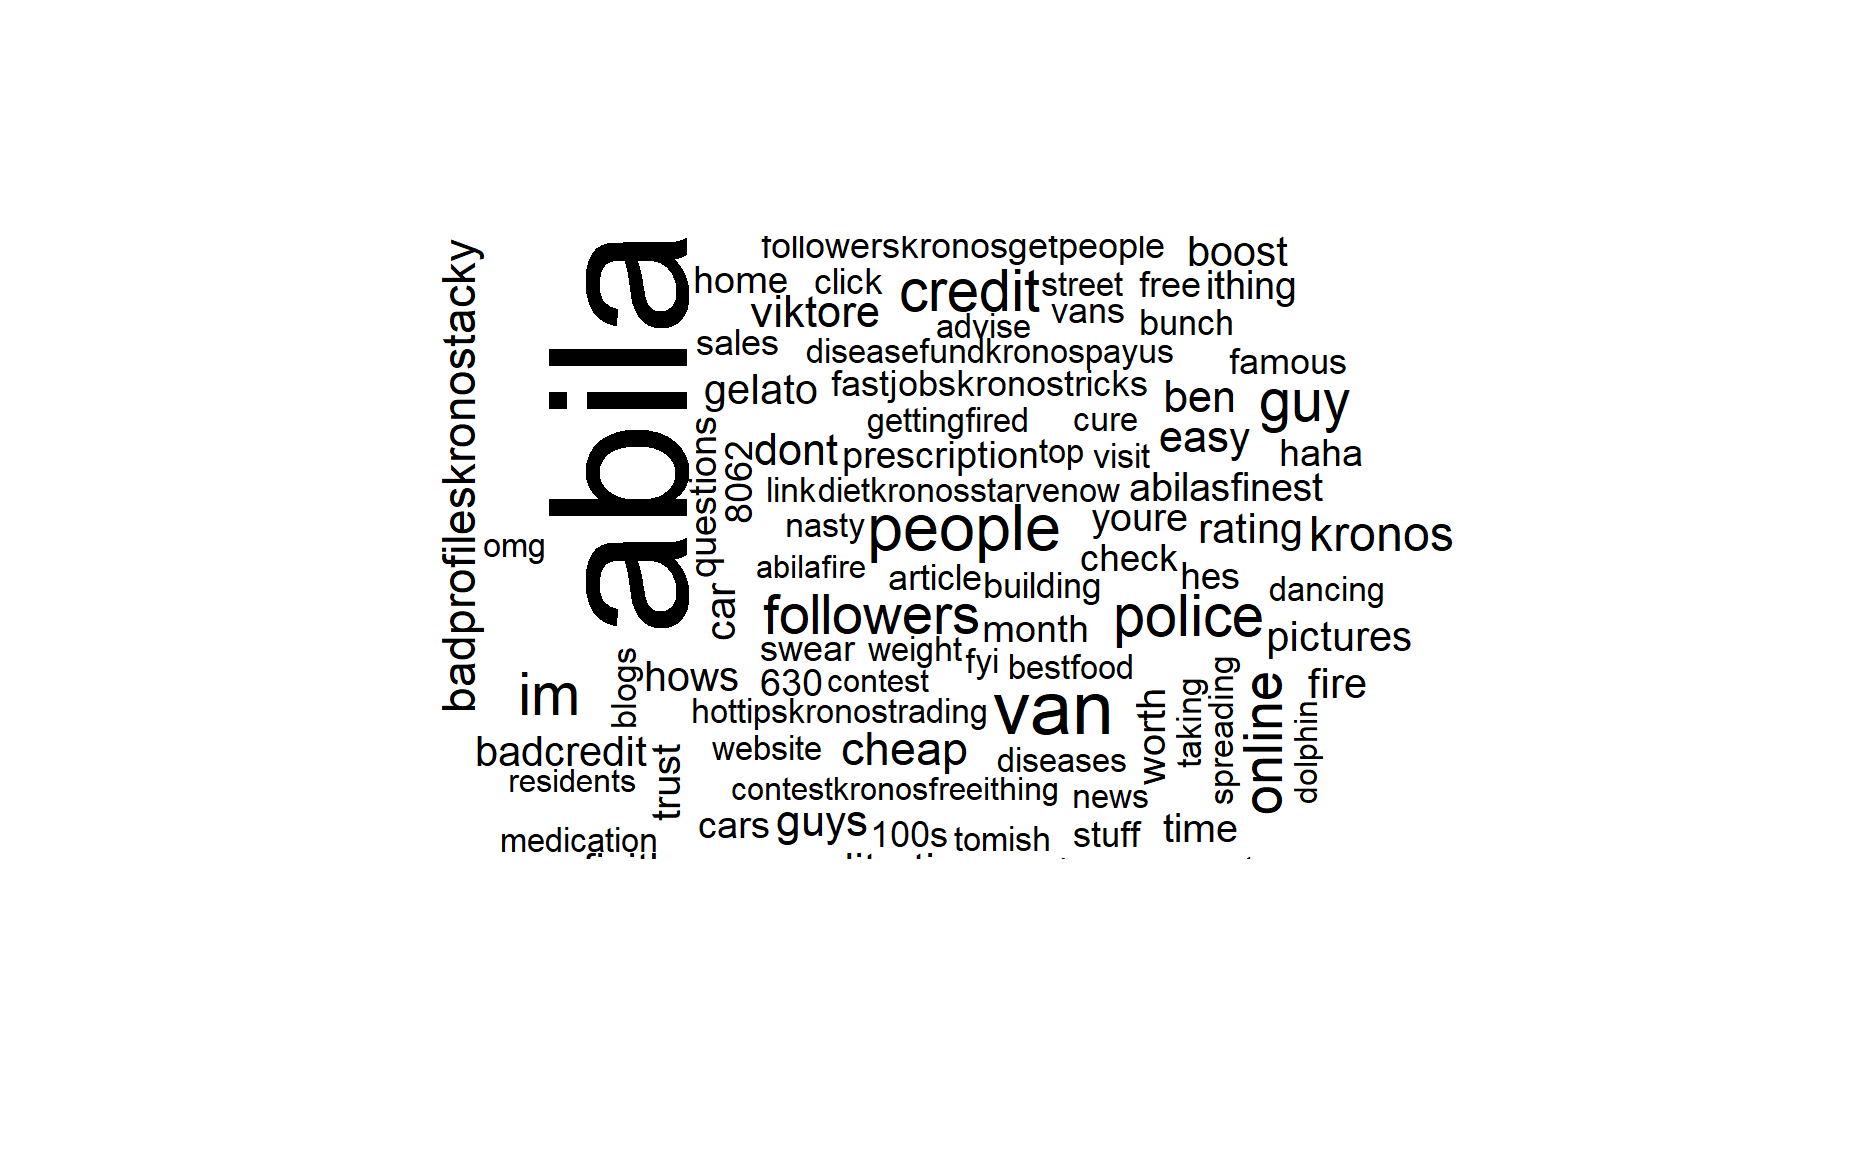 followerskronosgetpeople
boost
badprofileskronostacky
abila
home
click
credit
street
free
ithing
viktore
advise
vans
bunch
sales
diseasefundkronospayus
famous
gelato
fastjobskronostricks
ben
guy
gettingfired
cure
easy
questions
8062
dont
prescription
top
visit
haha
link
dietkronosstarvenow
abilasfinest
nasty
people
youre
rating
kronos
omg
abilafire
article
building
check
hes
dancing
car
followers
month
police
pictures
swear
weight
fyi
bestfood
im
blogs
hows
630
contest
van
worth
taking
spreading
online
fire
dolphin
hottipskronostrading
badcredit
trust
website
cheap
diseases
residents
contestkronosfreeithing
news
cars
guys
100s
tomish
stuff
time
medication